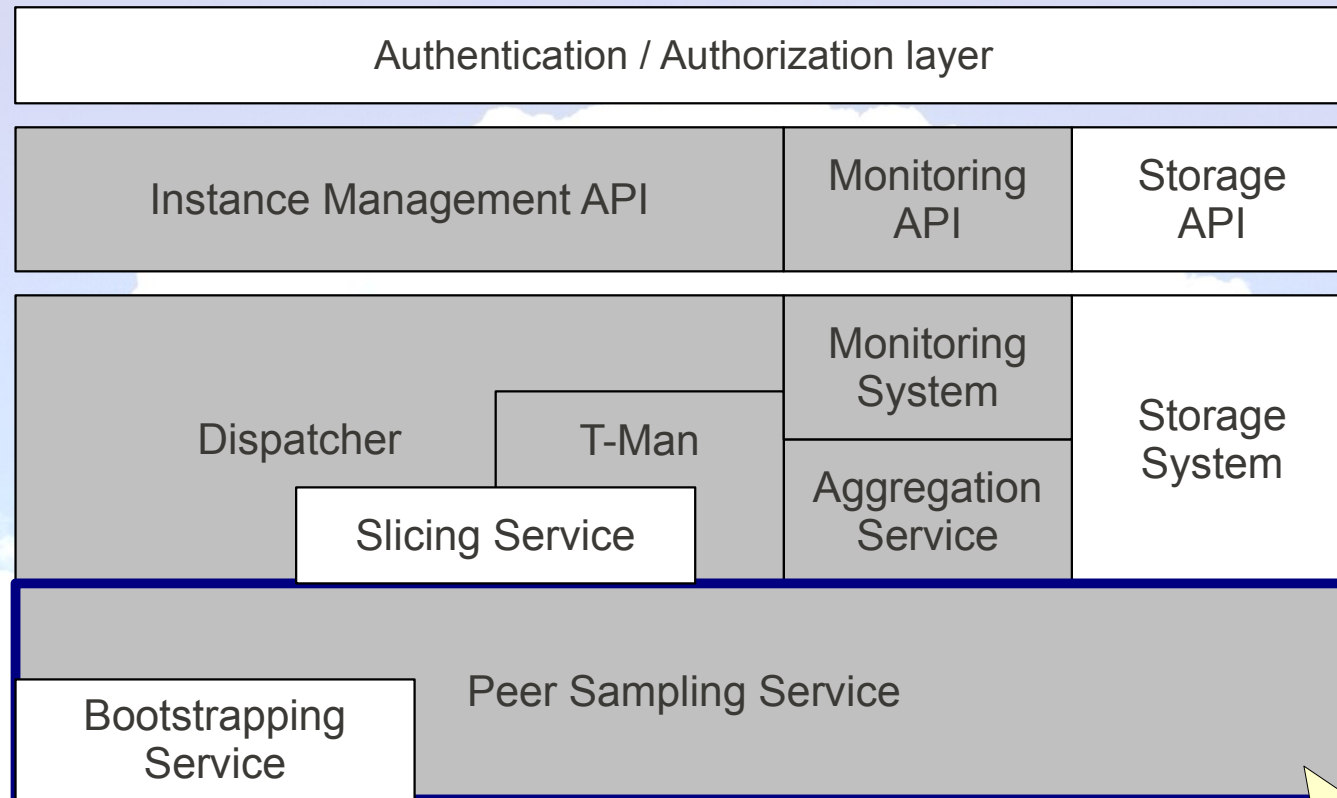 Authentication / Authorization layer
Instance Management API
Monitoring
API
Storage
API
Dispatcher
T-Man
Slicing Service
Monitoring
System
Aggregation
Service
Storage
System
Peer Sampling Service
Bootstrapping
Service